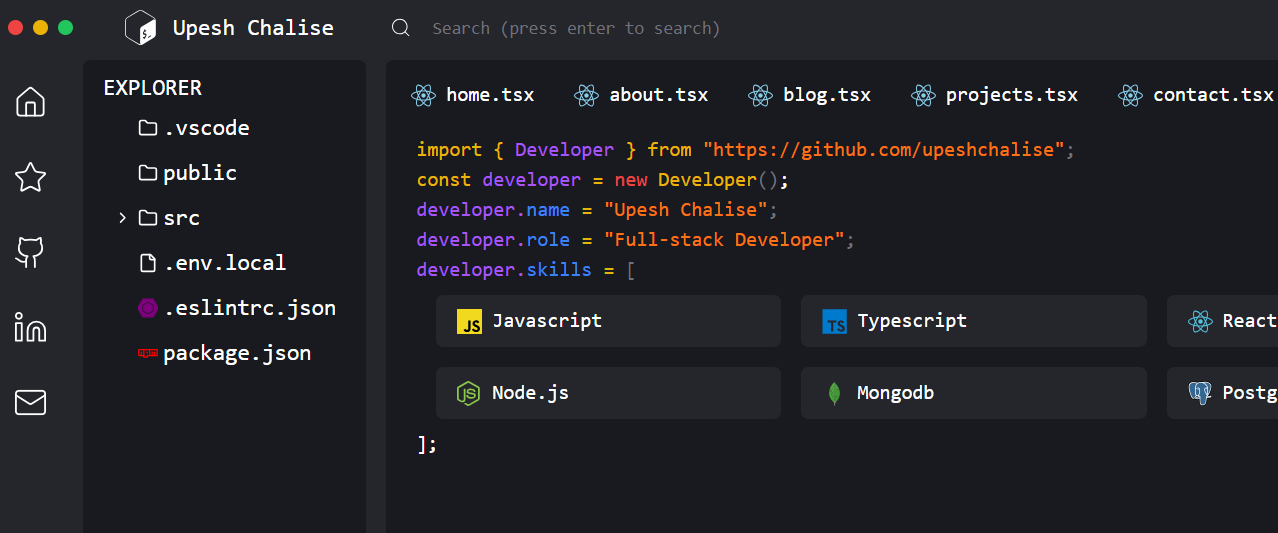 Upesh Chalise
Search (press enter to search)
EXPLORER
.vscode
public
src
.env.local
.eslintrc.json
package.json
home.tsx about.tsx blog.tsx projects.tsx contact.tsx
import { Developer } from "https://github.com/upeshchalise";
const developer = new Developer();
developer.name = "Upesh Chalise";
developer.role = "Full-stack Developer";
developer.skills = [
JS Javascript TS Typescript React
Node.js Mongodb Postg
];